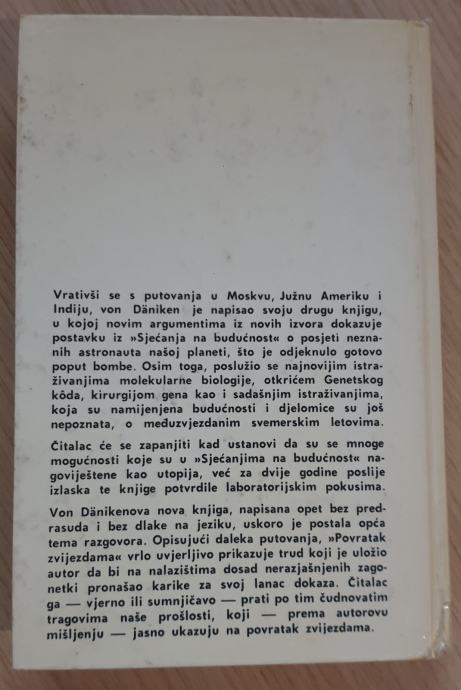 Vrativši se s putovanja u Moskvu, Južnu Ameriku i
Indiju, von Däniken je napisao svoju drugu knjigu,
u kojoj novim argumentima iz novih izvora dokazuje
postavku iz »Sjećanja na budućnost« o posjeti nezna-
nih astronauta našoj planeti, što je odjeknulo gotovo
poput bombe. Osim toga, poslužio se najnovijim istra-
živanjima molekularne biologije, otkrićem Genetskog
kôda, kirurgijom gena kao i sadašnjim istraživanjima,
koja su namijenjena budućnosti i djelomice su još
nepoznata, o međuzvjezdanim svemirskim letovima.
Čitalac će se zapanjiti kad ustanovi da su se mnoge
mogućnosti koje su u »Sjećanjima na budućnost« na-
goviještene kao utopija, već za dvije godine poslije
izlaska te knjige potvrdile laboratorijskim pokusima.
Von Dänikenova nova knjiga, napisana opet bez pred-
rasuda i bez dlake na jeziku, uskoro je postala opća
tema razgovora. Opisujući daleka putovanja, »Povratak
zvijezdama« vrlo uvjerljivo prikazuje trud koji je uložio
autor da bi na nalazištima dosad nerazjašnjenih zago-
netki pronašao karike za svoj lanac dokaza. Čitalac
ga — vjerno ili sumnjičavo — prati po tim čudnovatim
tragovima naše prošlosti, koji — prema autorovu
mišljenju — jasno ukazuju na povratak zvijezdama.